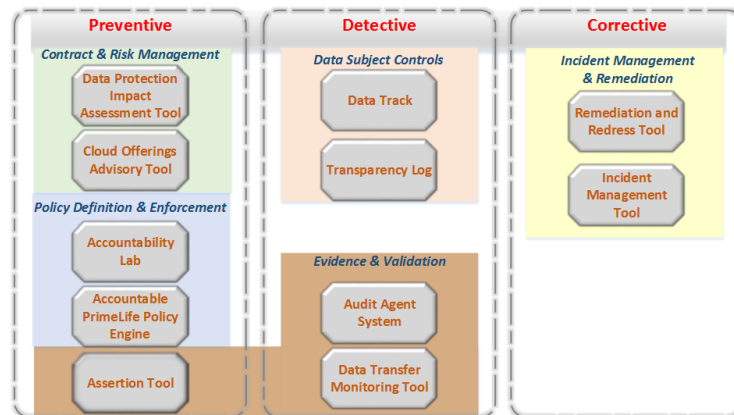 Preventive
Contract & Risk Management
Data Protection
Impact
Assessment Tool
Cloud Offerings
Advisory Tool
Policy Definition & Enforcement
Accountability
Lab
Accountable
PrimeLife Policy
Engine
Assertion Tool
Detective
Data Subject Controls
Data Track
Transparency Log
Evidence & Validation
Audit Agent
System
Data Transfer
Monitoring Tool
Corrective
Incident Management
& Remediation
Remediation and
Redress Tool
Incident
Management
Tool